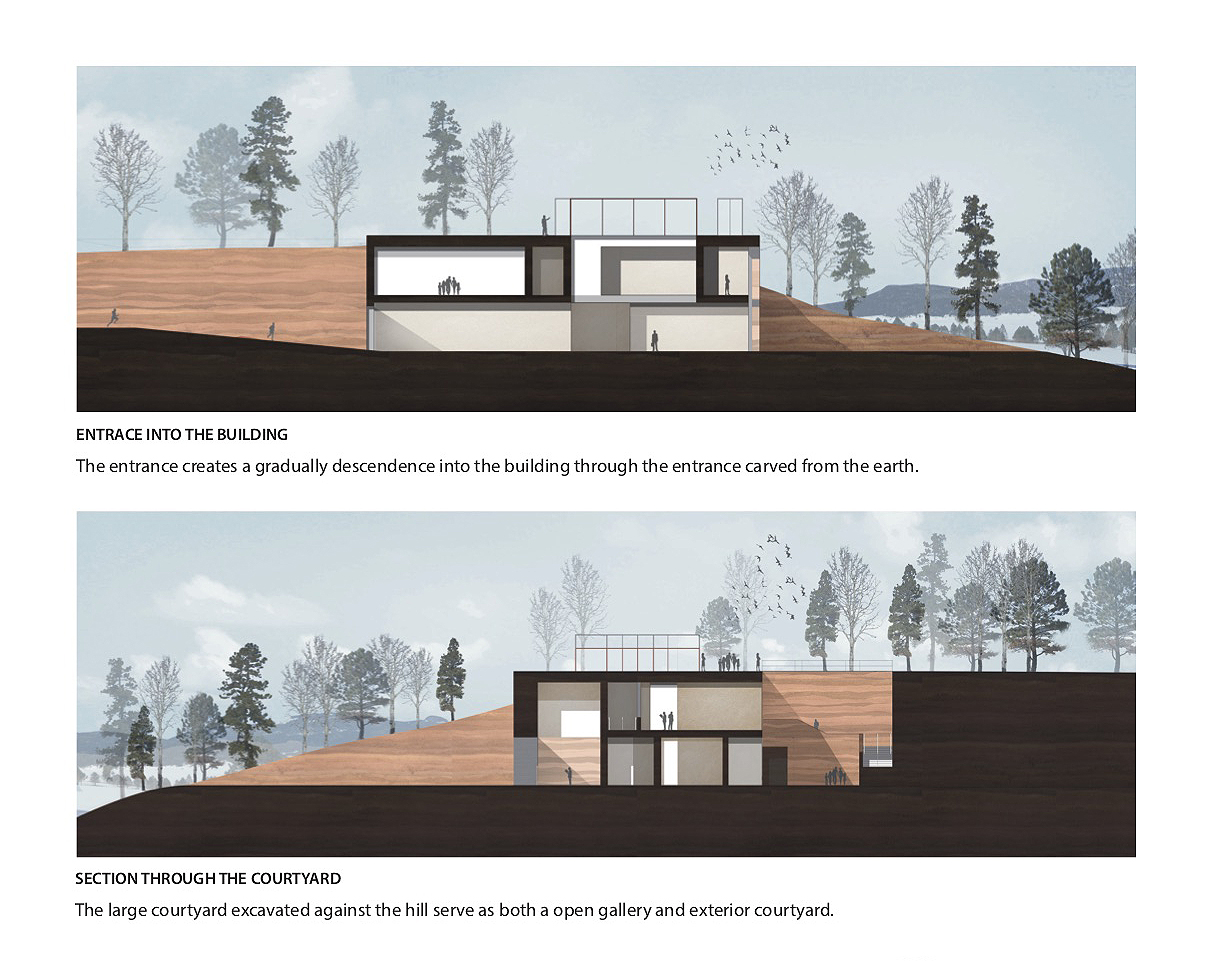 ENTRACE INTO THE BUILDING
The entrance creates a gradually descendence into the building through the entrance carved from the earth.
SECTION THROUGH THE COURTYARD
The large courtyard excavated against the hill serve as both a open gallery and exterior courtyard.